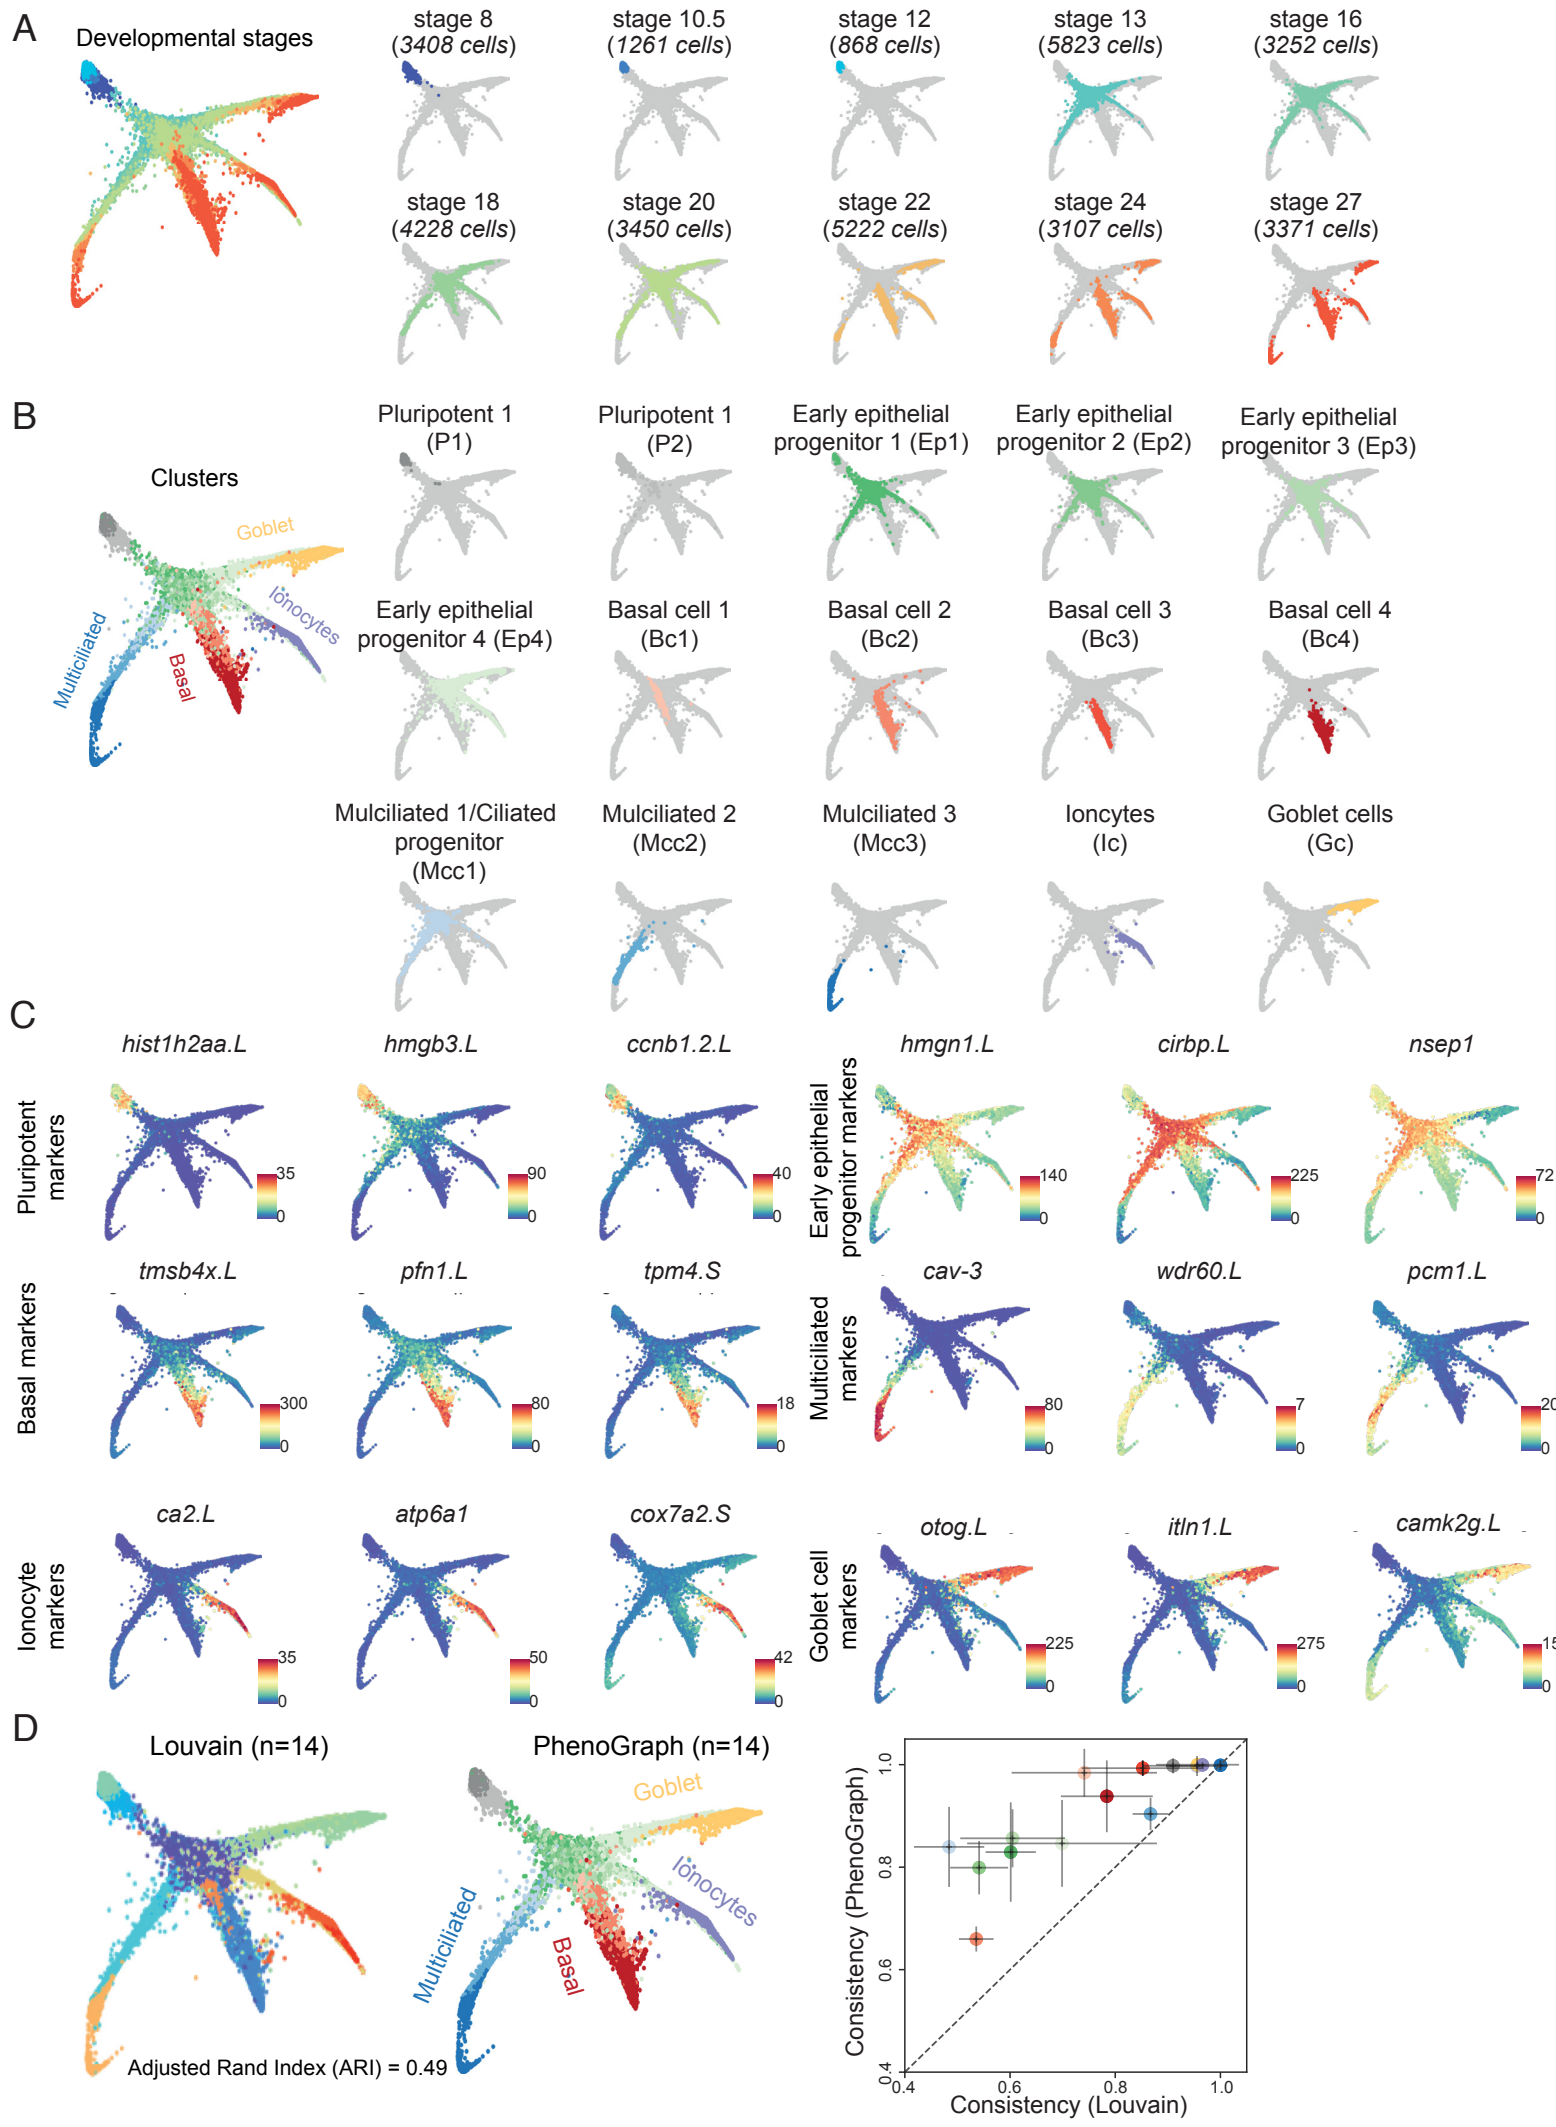 A
Developmental stages
stage 8
(3408 cells)
stage 10.5
(1261 cells)
stage 12
(868 cells)
stage 13
(5823 cells)
stage 16
(3252 cells)
stage 18
(4228 cells)
stage 20
(3450 cells)
stage 22
(5222 cells)
stage 24
(3107 cells)
stage 27
(3371 cells)
B
Clusters
Goblet
Ionocytes
Basal
Multiciliated
Pluripotent 1
(P1)
Pluripotent 1
(P2)
Early epithelial
progenitor 1 (Ep1)
Early epithelial
progenitor 2 (Ep2)
Early epithelial
progenitor 3 (Ep3)
Early epithelial
progenitor 4 (Ep4)
Basal cell 1
(Bc1)
Basal cell 2
(Bc2)
Basal cell 3
(Bc3)
Basal cell 4
(Bc4)
Mulciliated 1/Ciliated
progenitor
(Mcc1)
Mulciliated 2
(Mcc2)
Mulciliated 3
(Mcc3)
Ioncytes
(Ic)
Goblet cells
(Gc)
C
Pluripotent
markers
hist1h2aa.L
35
0
hmgb3.L
90
0
ccnb1.2.L
40
0
Early epithelial
progenitor markers
hmgn1.L
140
0
cirbp.L
225
0
nsep1
72
0
Basal markers
tmsb4x.L
300
0
pfn1.L
80
0
tpm4.S
18
0
Multiciliated
markers
cav-3
80
0
wdr60.L
7
0
pcm1.L
20
0
Ionocyte
markers
ca2.L
35
0
atp6a1
50
0
cox7a2.S
42
0
Goblet cell
markers
otog.L
225
0
itln1.L
275
0
camk2g.L
15
0
D
Louvain (n=14)
PhenoGraph (n=14)
Goblet
Ionocytes
Basal
Multiciliated
Adjusted Rand Index (ARI) = 0.49
Consistency (PhenoGraph)
1.0
0.8
0.6
0.4
0.4
0.6
0.8
1.0
Consistency (Louvain)